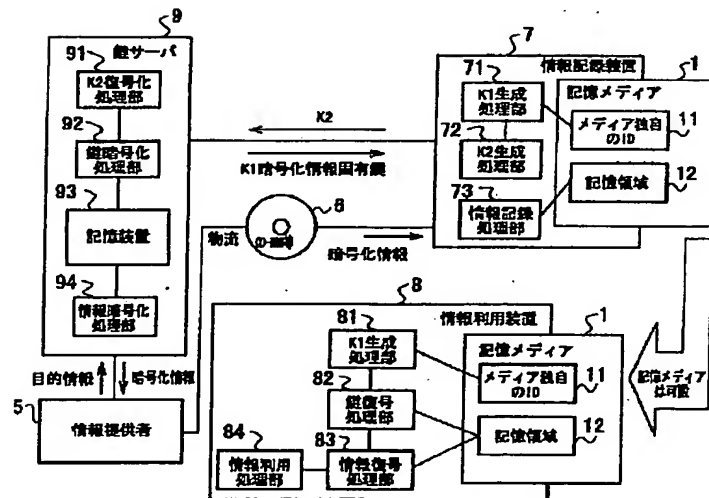 9
鍵サーバ
91
K2復号化
処理部
92
鍵暗号化
処理部
93
記憶装置
94
情報暗号化
処理部
目的情報
暗号化情報
5
情報提供者
K2
K1暗号化情報固有鍵
物流
6
暗号化情報
7
情報記録装置
71
K1生成
処理部
72
K2生成
処理部
73
情報記録
処理部
1
記憶メディア
メディア独自
のID
11
記憶領域
12
8
情報利用装置
81
K1生成
処理部
82
鍵復号
処理部
83
情報復号
処理部
84
情報利用
処理部
1
記憶メディア
メディア独自
のID
11
記憶領域
12
記憶メディア
は可搬